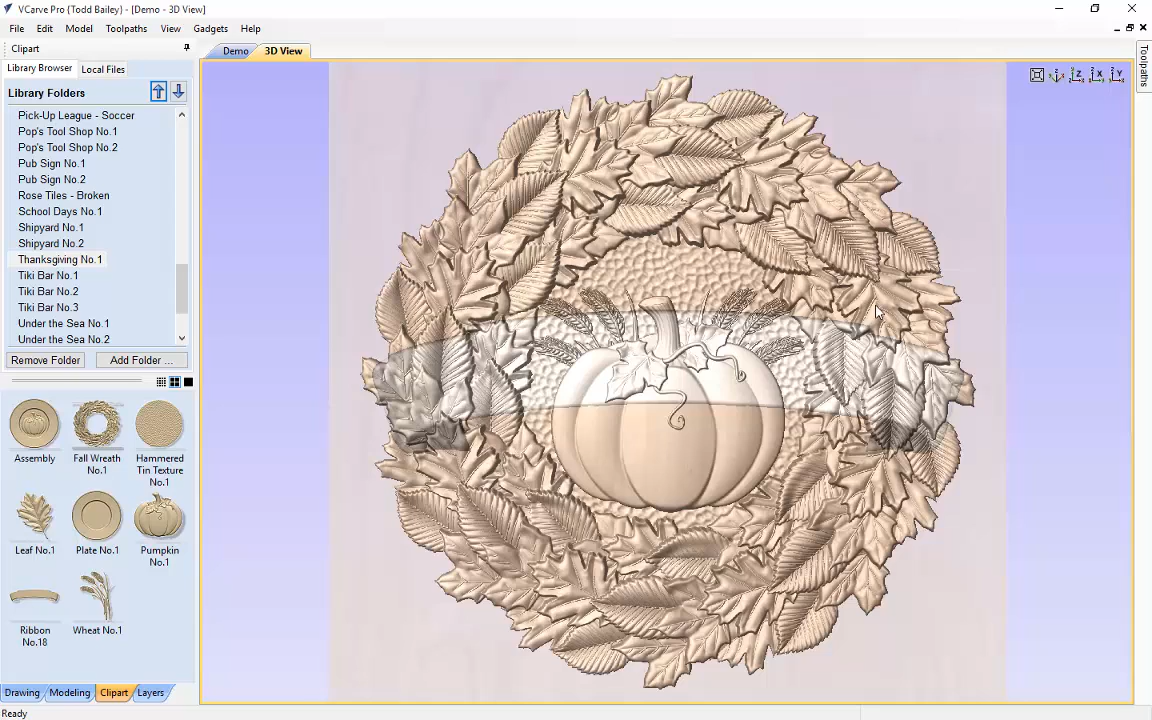 VCarve Pro {Todd Bailey} - [Demo - 3D View]
File Edit Model Toolpaths View Gadgets Help
Clipart
Library Browser Local Files
Library Folders
Pick-Up League - Soccer
Pop's Tool Shop No.1
Pop's Tool Shop No.2
Pub Sign No.1
Pub Sign No.2
Rose Tiles - Broken
School Days No.1
Shipyard No.1
Shipyard No.2
Thanksgiving No.1
Tiki Bar No.1
Tiki Bar No.2
Tiki Bar No.3
Under the Sea No.1
Under the Sea No.2
Remove Folder Add Folder ...
Assembly
Fall Wreath
No.1
Hammered
Tin Texture
No.1
Leaf No.1
Plate No.1
Pumpkin
No.1
Ribbon
No.18
Wheat No.1
Drawing Modeling Clipart Layers
Ready
Demo 3D View
Z X Y
Toolpaths